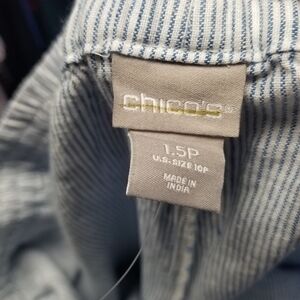 chico's
1.5P
U.S. SIZE 10P
MADE IN
INDIA